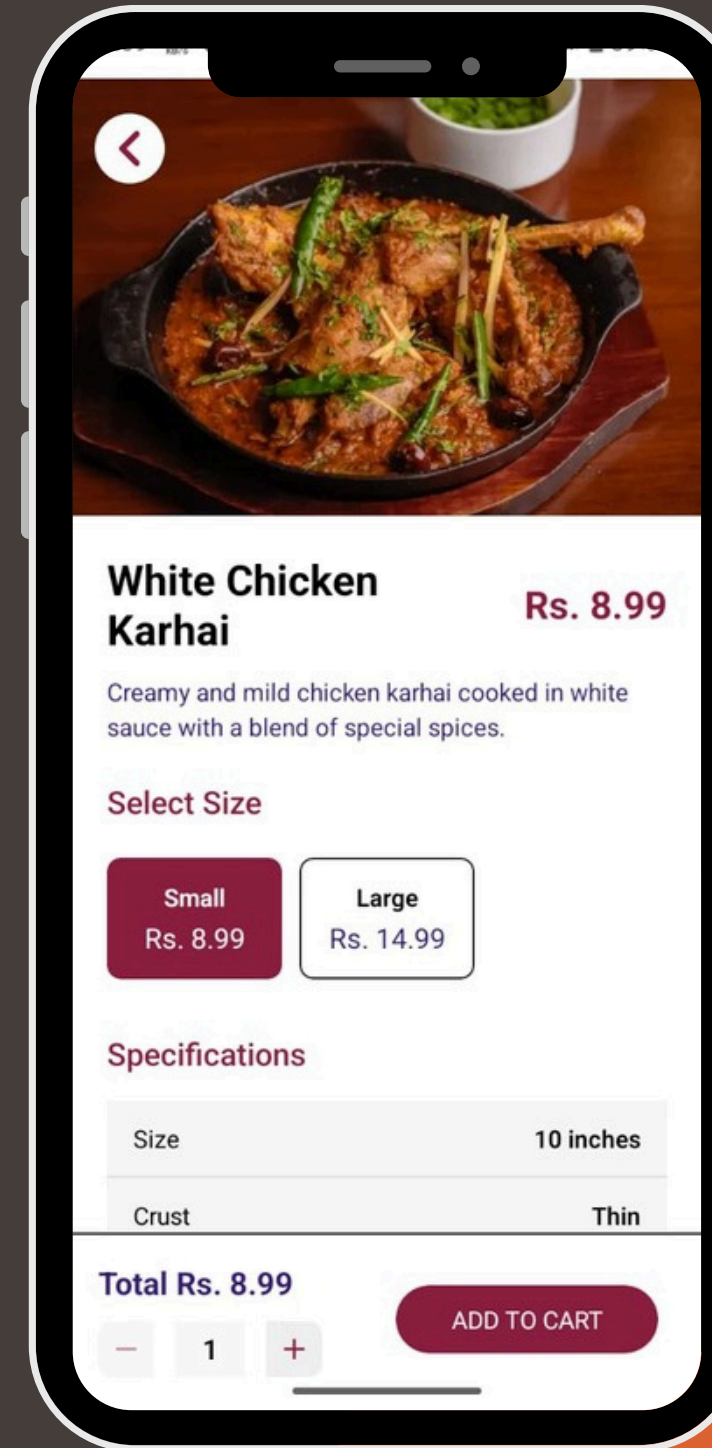 White Chicken
Karhai
Rs. 8.99
Creamy and mild chicken karhai cooked in white
sauce with a blend of special spices.
Select Size
Small
Rs. 8.99
Large
Rs. 14.99
Specifications
Size 10 inches
Crust Thin
Total Rs. 8.99
− 1 +
ADD TO CART